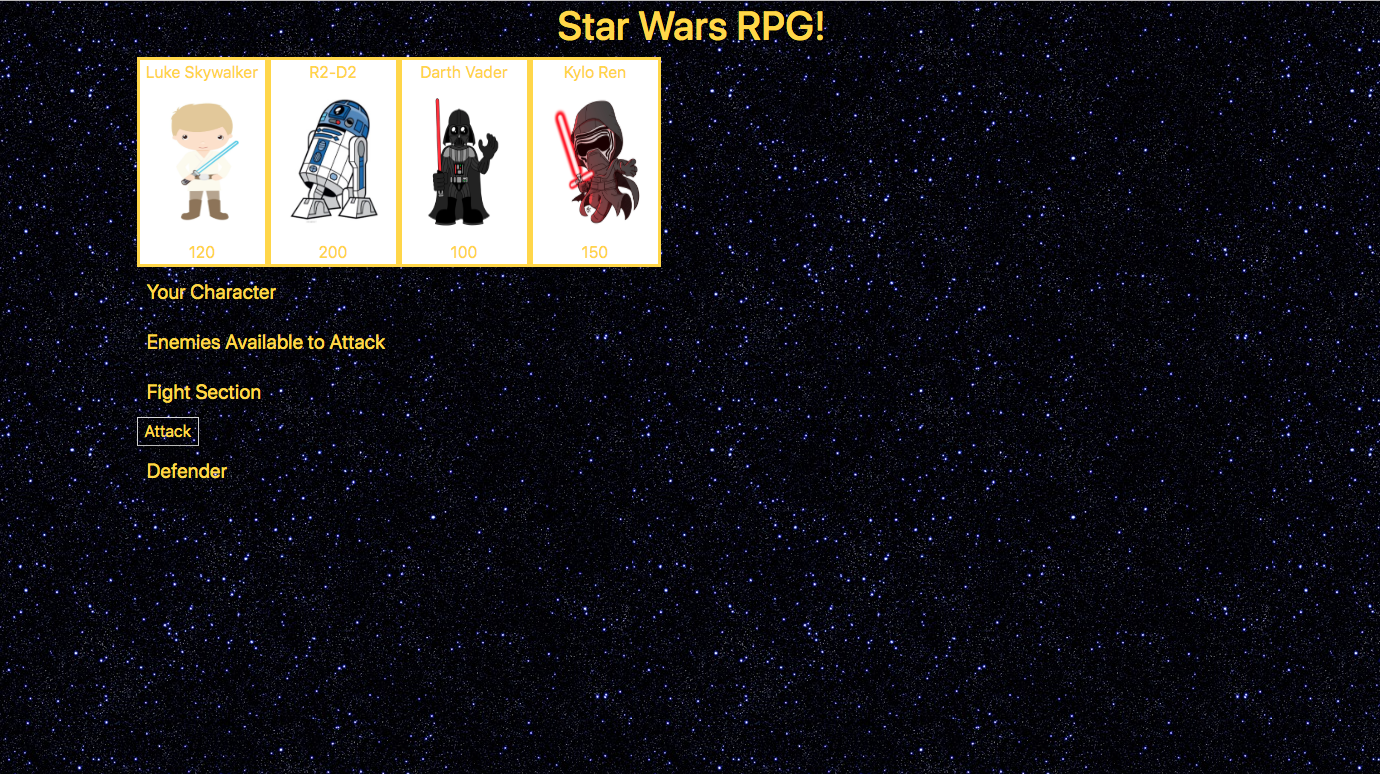 Star Wars RPG!
Luke Skywalker
R2-D2
Darth Vader
Kylo Ren
120
200
100
150
Your Character
Enemies Available to Attack
Fight Section
Attack
Defender